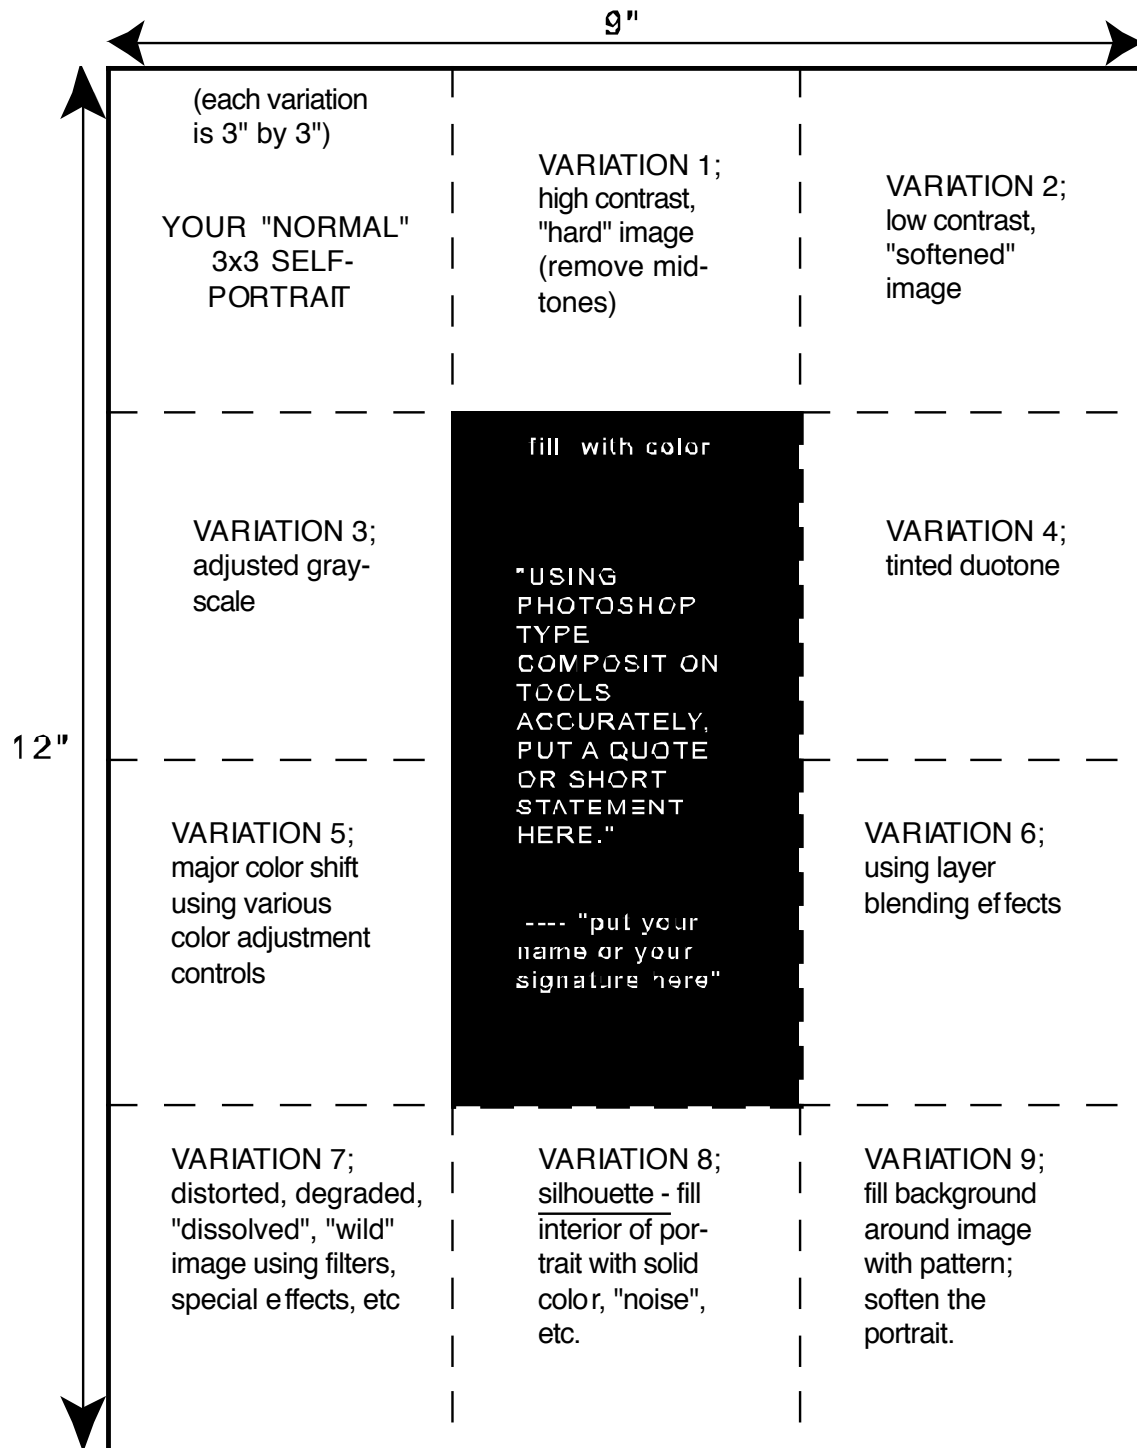 9"
12"
(each variation
is 3" by 3")
YOUR "NORMAL"
3x3 SELF-
PORTRAIT
VARIATION 1;
high contrast,
"hard" image
(remove mid-
tones)
VARIATION 2;
low contrast,
"softened"
image
VARIATION 3;
adjusted gray-
scale
fill with color
"USING
PHOTOSHOP
TYPE
COMPOSIT ON
TOOLS
ACCURATELY,
PUT A QUOTE
OR SHORT
STATEMENT
HERE."
---- "put your
name or your
signature here"
VARIATION 4;
tinted duotone
VARIATION 5;
major color shift
using various
color adjustment
controls
VARIATION 6;
using layer
blending effects
VARIATION 7;
distorted, degraded,
"dissolved", "wild"
image using filters,
special effects, etc
VARIATION 8;
silhouette - fill
interior of por-
trait with solid
color, "noise",
etc.
VARIATION 9;
fill background
around image
with pattern;
soften the
portrait.